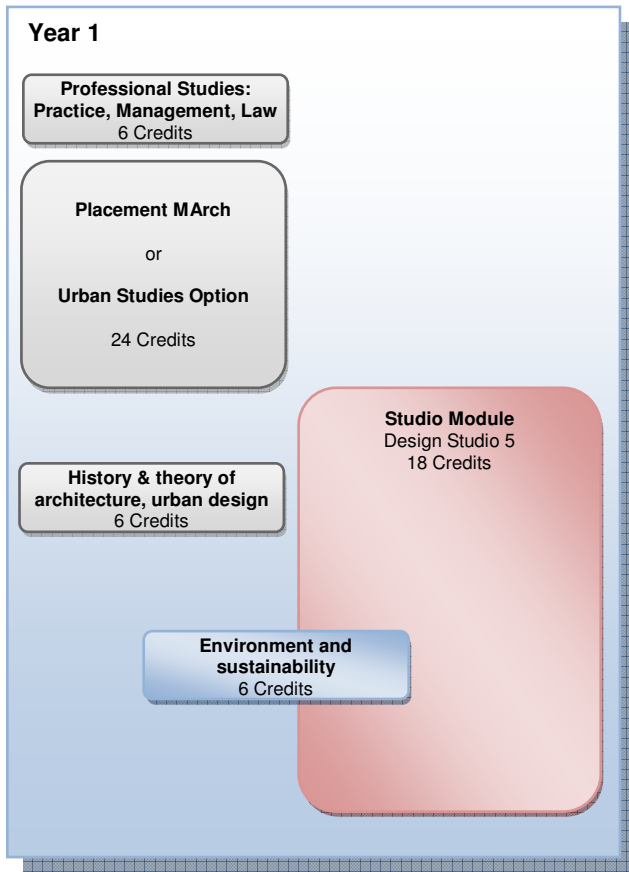 Year 1
Professional Studies:
Practice, Management, Law
6 Credits
Placement MArch
or
Urban Studies Option
24 Credits
Studio Module
Design Studio 5
18 Credits
History & theory of
architecture, urban design
6 Credits
Environment and
sustainability
6 Credits